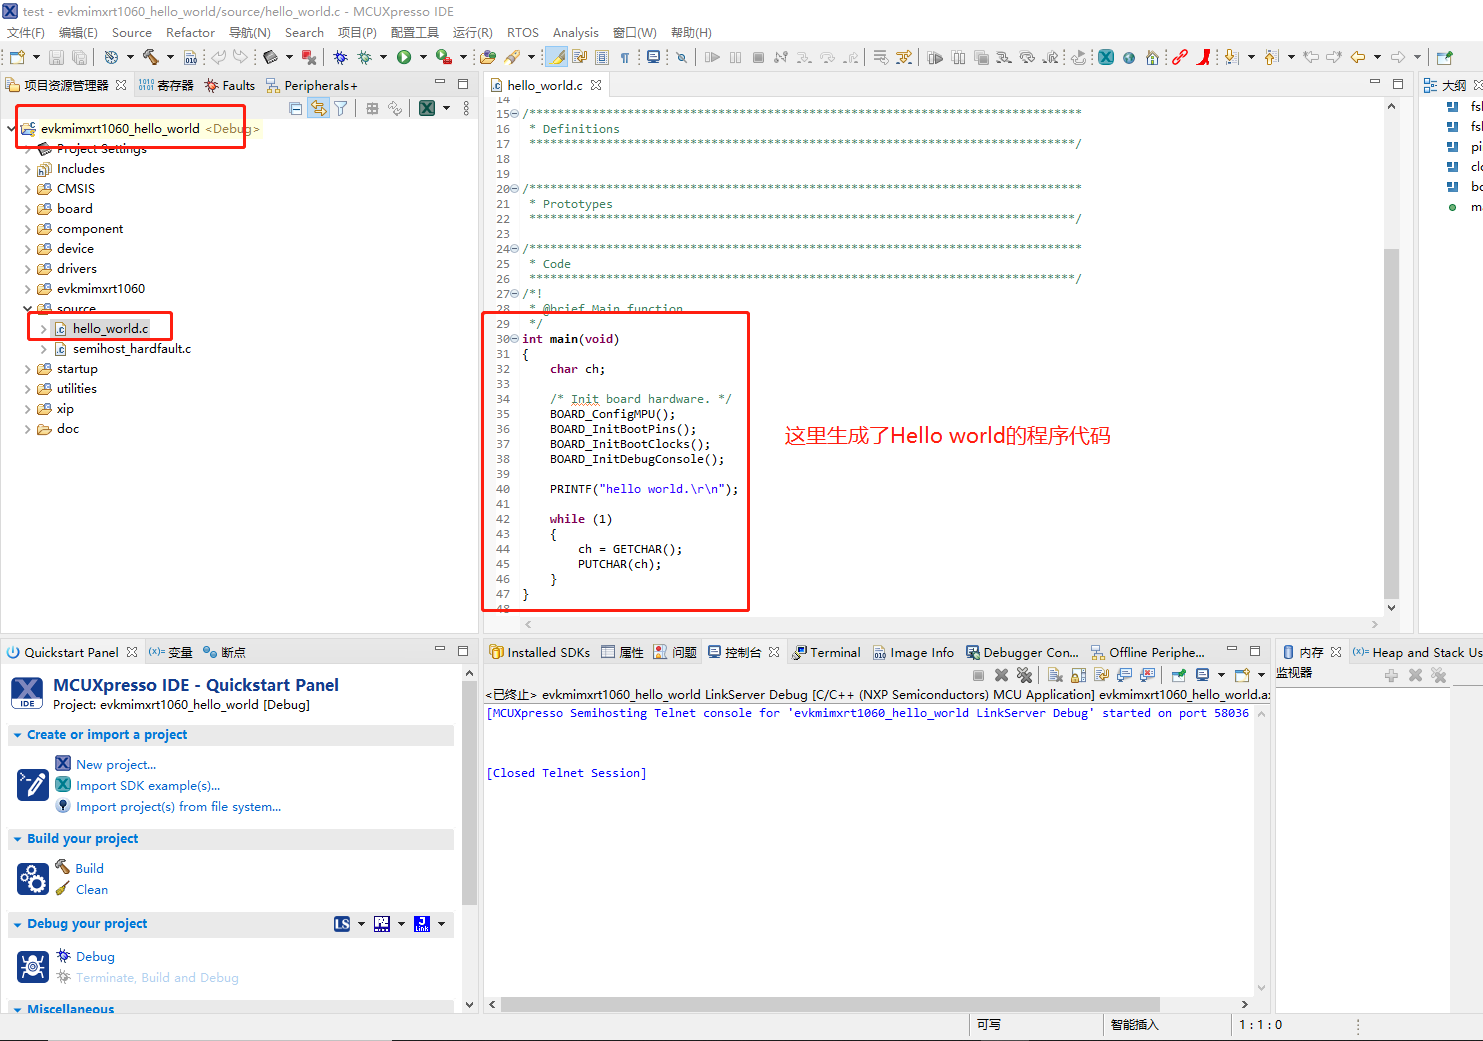 test - evkmimxrt1060_hello_world/source/hello_world.c - MCUXpresso IDE
文件(F) 编辑(E) Source Refactor 导航(N) Search 项目(P) 配置工具 运行(R) RTOS Analysis 窗口(W) 帮助(H)
项目资源管理器 寄存器 Faults Peripherals+
evkmimxrt1060_hello_world <Debug>
Project Settings
Includes
CMSIS
board
component
device
drivers
evkmimxrt1060
source
hello_world.c
semihost_hardfault.c
startup
utilities
xip
doc
hello_world.c
14
15 /*******************************************************************************
16  * Definitions
17  ******************************************************************************/
18
19
20 /*******************************************************************************
21  * Prototypes
22  ******************************************************************************/
23
24 /*******************************************************************************
25  * Code
26  ******************************************************************************/
27 /*!
28  * @brief Main function
29  */
30 int main(void)
31 {
32     char ch;
33
34     /* Init board hardware. */
35     BOARD_ConfigMPU();
36     BOARD_InitBootPins();
37     BOARD_InitBootClocks();
38     BOARD_InitDebugConsole();
39
40     PRINTF("hello world.\r\n");
41
42     while (1)
43     {
44         ch = GETCHAR();
45         PUTCHAR(ch);
46     }
47 }
48
这里生成了Hello world的程序代码
大纲
fsl
fsl
pi
clo
bo
m
Quickstart Panel (x)= 变量 断点
IDE
MCUXpresso IDE - Quickstart Panel
Project: evkmimxrt1060_hello_world [Debug]
Create or import a project
New project...
Import SDK example(s)...
Import project(s) from file system...
Build your project
Build
Clean
Debug your project LS Link
Debug
Terminate, Build and Debug
Miscellaneous
Installed SDKs 属性 问题 控制台 Terminal Image Info Debugger Con... Offline Periphe...
<已终止> evkmimxrt1060_hello_world LinkServer Debug [C/C++ (NXP Semiconductors) MCU Application] evkmimxrt1060_hello_world.ax
[MCUXpresso Semihosting Telnet console for 'evkmimxrt1060_hello_world LinkServer Debug' started on port 58036
[Closed Telnet Session]
内存 (x)= Heap and Stack Us
监视器
可写 智能插入 1 : 1 : 0